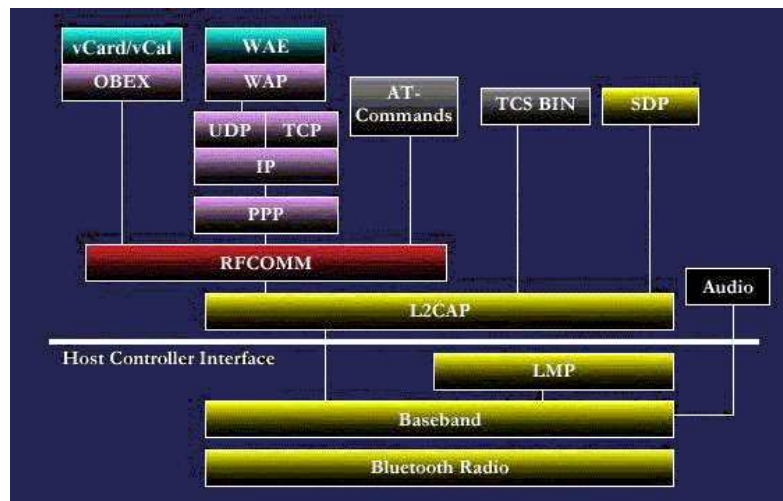 vCard/vCal
OBEX
WAE
WAP
UDP
TCP
IP
PPP
AT-
Commands
TCS BIN
SDP
RFCOMM
L2CAP
Audio
Host Controller Interface
LMP
Baseband
Bluetooth Radio